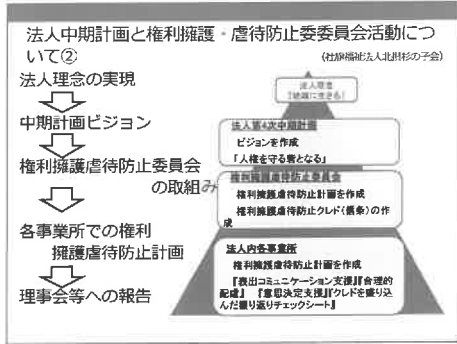 法人中期計画と権利擁護・虐待防止委委員会活動につ
いて②
(社会福祉法人北摂杉の子会)
法人理念の実現
中期計画ビジョン
権利擁護虐待防止委員会
の取組み
各事業所での権利
擁護虐待防止計画
理事会等への報告
法人理念
『地域に生きる』
法人第4次中期計画
ビジョンを作成
「人権を守る砦となる」
権利擁護虐待防止委員会
権利擁護虐待防止計画を作成
権利擁護虐待防止クレド(信条)の作
成
法人内各事業所
権利擁護虐待防止計画を作成
『表出コミュニケーション支援』『合理的
配慮』 『意思決定支援』『クレドを盛り込
んだ振り返りチェックシート』